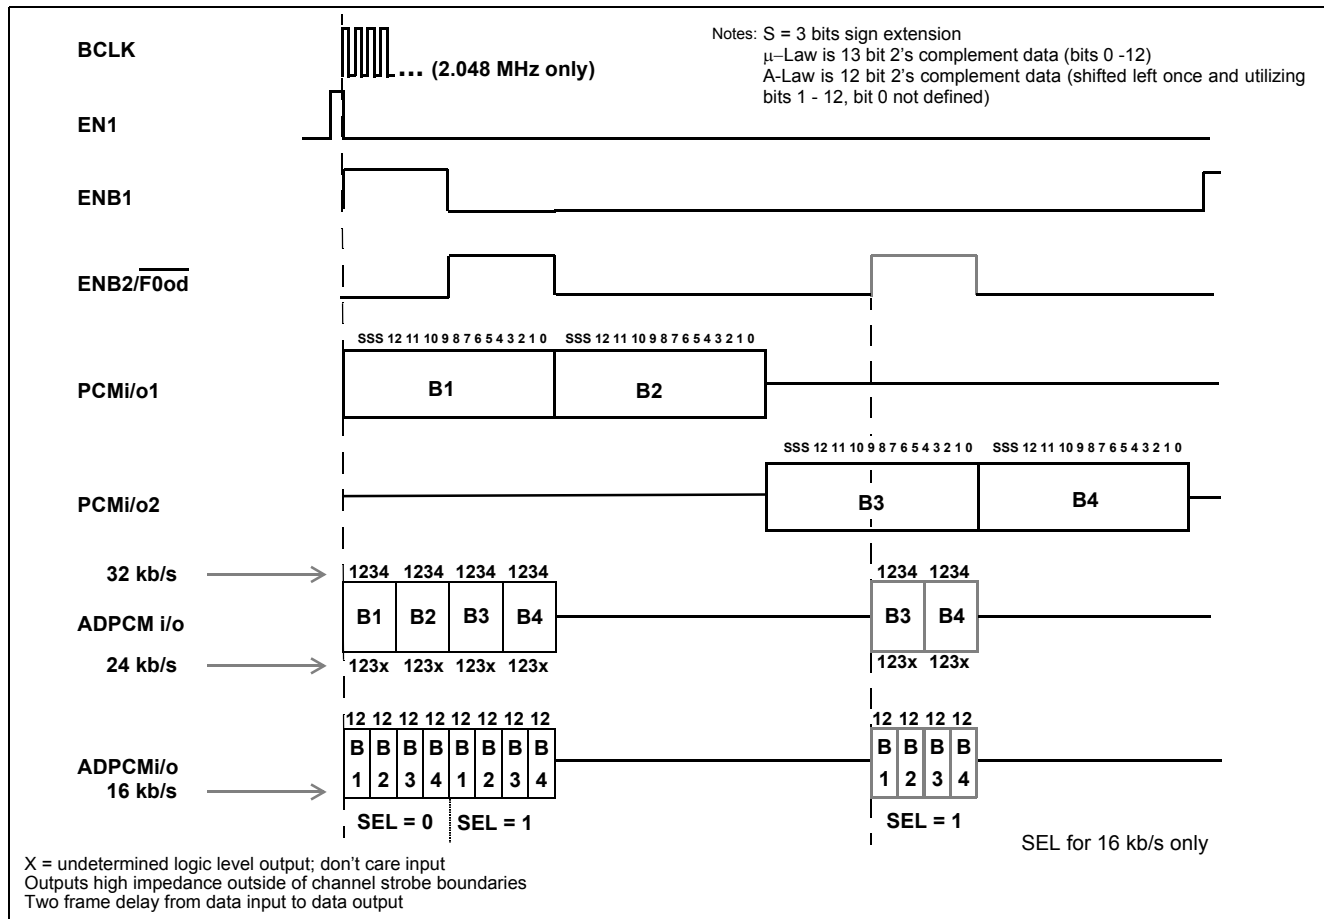 BCLK
... (2.048 MHz only)
Notes: S = 3 bits sign extension
μ–Law is 13 bit 2's complement data (bits 0 -12)
A-Law is 12 bit 2's complement data (shifted left once and utilizing
bits 1 - 12, bit 0 not defined)
EN1
ENB1
ENB2/F0od
SSS 12 11 10 9 8 7 6 5 4 3 2 1 0 SSS 12 11 10 9 8 7 6 5 4 3 2 1 0
PCMi/o1
B1 B2
SSS 12 11 10 9 8 7 6 5 4 3 2 1 0 SSS 12 11 10 9 8 7 6 5 4 3 2 1 0
PCMi/o2
B3 B4
32 kb/s
1234 1234 1234 1234 1234 1234
ADPCM i/o
B1 B2 B3 B4 B3 B4
24 kb/s
123x 123x 123x 123x 123x 123x
12 12 12 12 12 12 12 12 12 12 12 12
B B B B B B B B B B B B
1 2 3 4 1 2 3 4 1 2 3 4
ADPCMi/o
16 kb/s
SEL = 0 SEL = 1 SEL = 1
SEL for 16 kb/s only
X = undetermined logic level output; don't care input
Outputs high impedance outside of channel strobe boundaries
Two frame delay from data input to data output